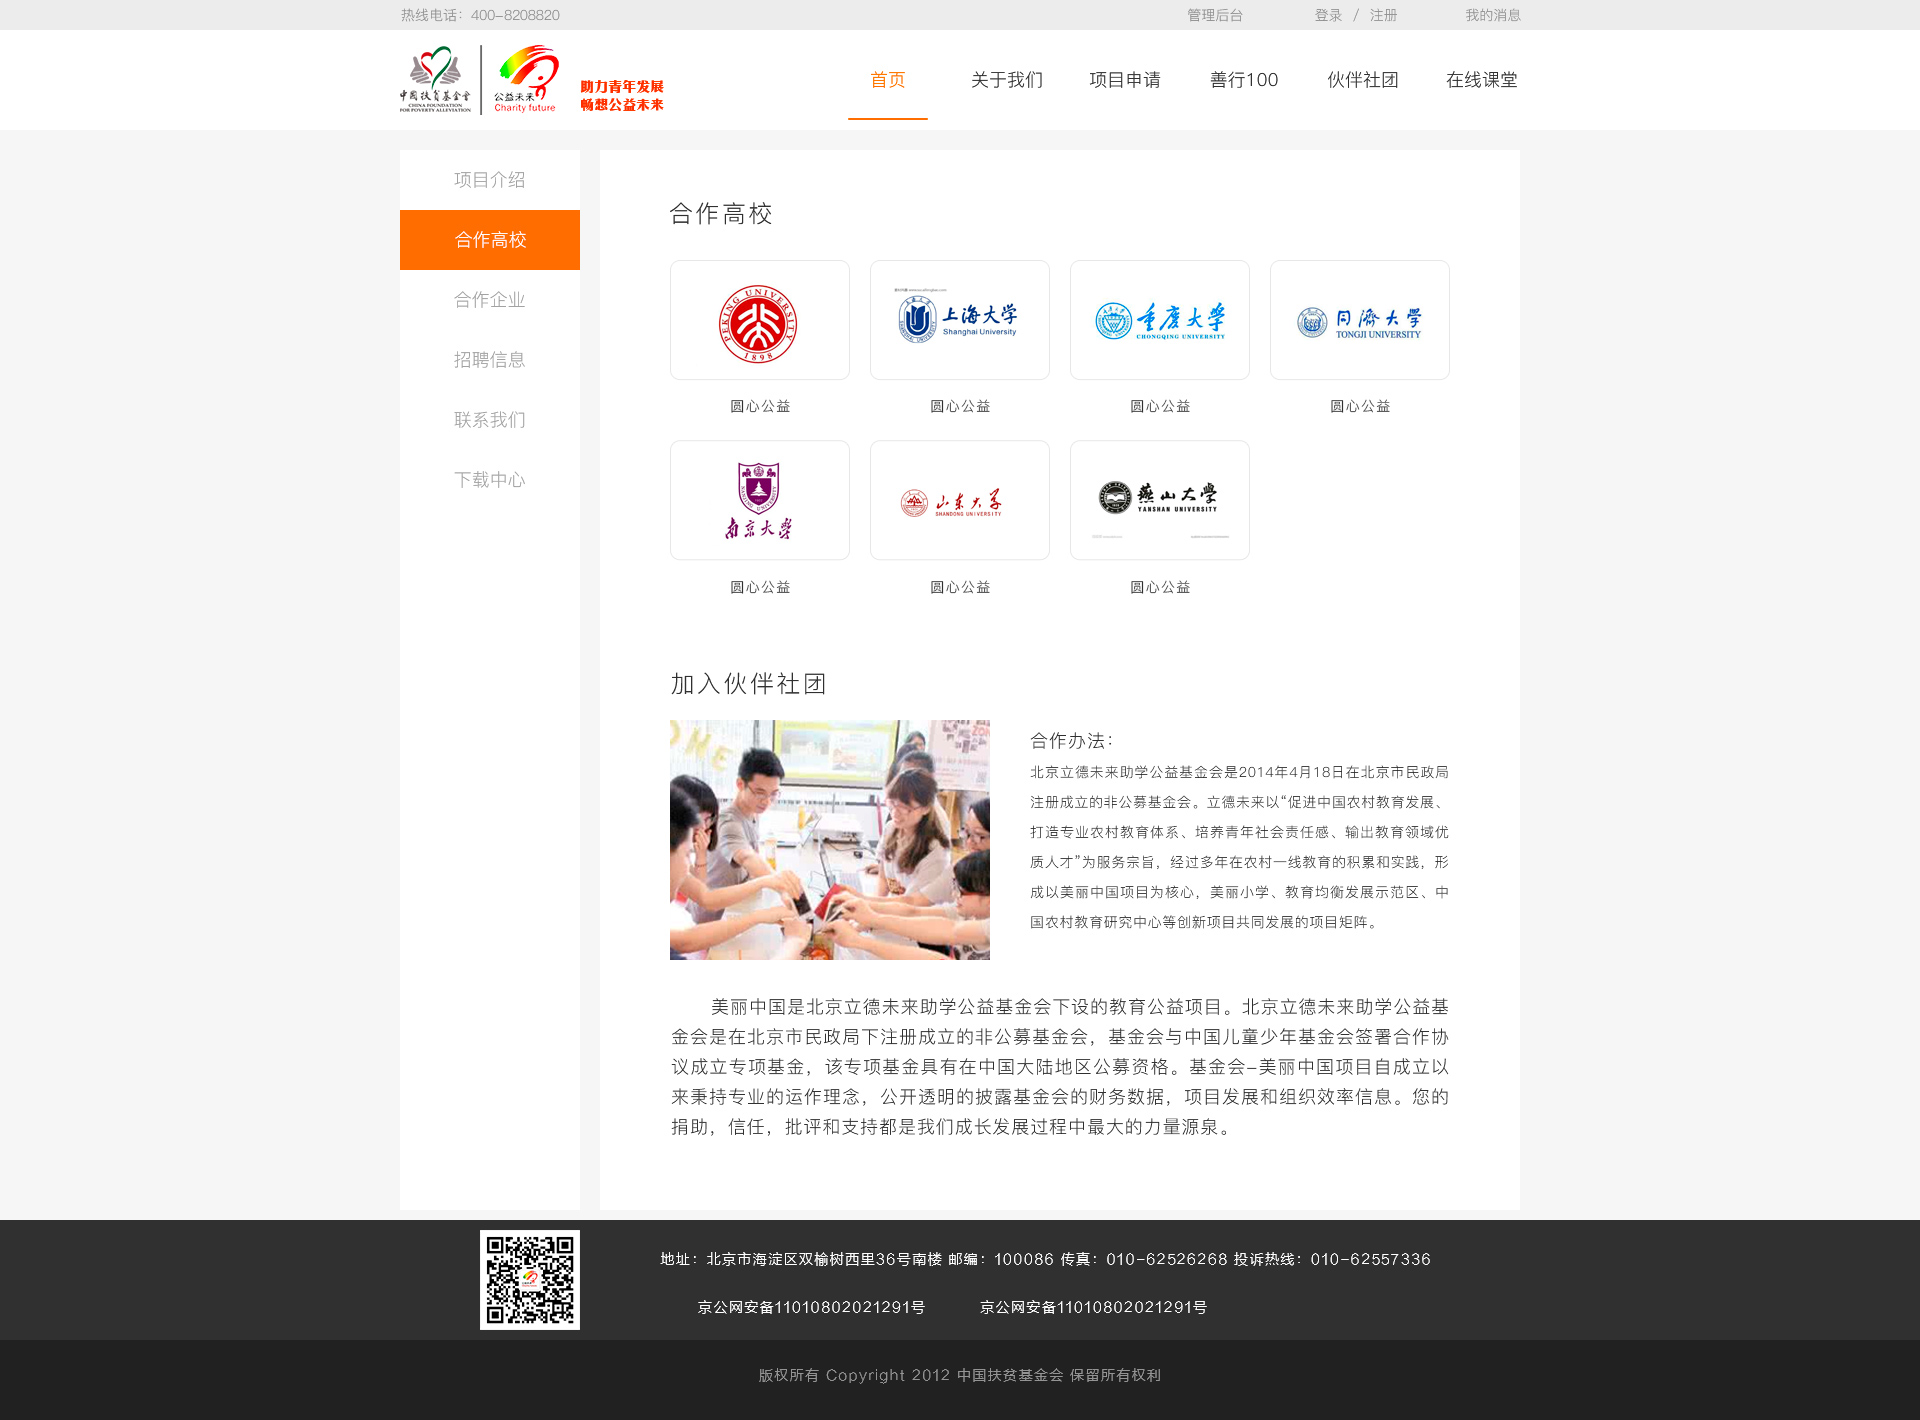 热线电话：400-8208820
管理后台
登录 / 注册
我的消息
中国扶贫基金会
CHINA FOUNDATION
FOR POVERTY ALLEVIATION
公益未来
Charity future
助力青年发展
畅想公益未来
首页
关于我们
项目申请
善行100
伙伴社团
在线课堂
项目介绍
合作高校
合作企业
招聘信息
联系我们
下载中心
合作高校
PEKING UNIVERSITY
1898
上海大学
Shanghai University
重庆大学
CHONGQING UNIVERSITY
同濟大学
TONGJI UNIVERSITY
圆心公益
圆心公益
圆心公益
圆心公益
南京大学
山东大学
SHANDONG UNIVERSITY
燕山大学
YANSHAN UNIVERSITY
圆心公益
圆心公益
圆心公益
加入伙伴社团
合作办法：
北京立德未来助学公益基金会是2014年4月18日在北京市民政局
注册成立的非公募基金会。立德未来以“促进中国农村教育发展、
打造专业农村教育体系、培养青年社会责任感、输出教育领域优
质人才”为服务宗旨，经过多年在农村一线教育的积累和实践，形
成以美丽中国项目为核心，美丽小学、教育均衡发展示范区、中
国农村教育研究中心等创新项目共同发展的项目矩阵。
美丽中国是北京立德未来助学公益基金会下设的教育公益项目。北京立德未来助学公益基
金会是在北京市民政局下注册成立的非公募基金会，基金会与中国儿童少年基金会签署合作协
议成立专项基金，该专项基金具有在中国大陆地区公募资格。基金会-美丽中国项目自成立以
来秉持专业的运作理念，公开透明的披露基金会的财务数据，项目发展和组织效率信息。您的
捐助，信任，批评和支持都是我们成长发展过程中最大的力量源泉。
地址：北京市海淀区双榆树西里36号南楼 邮编：100086 传真：010-62526268 投诉热线：010-62557336
京公网安备11010802021291号
京公网安备11010802021291号
版权所有 Copyright 2012 中国扶贫基金会 保留所有权利